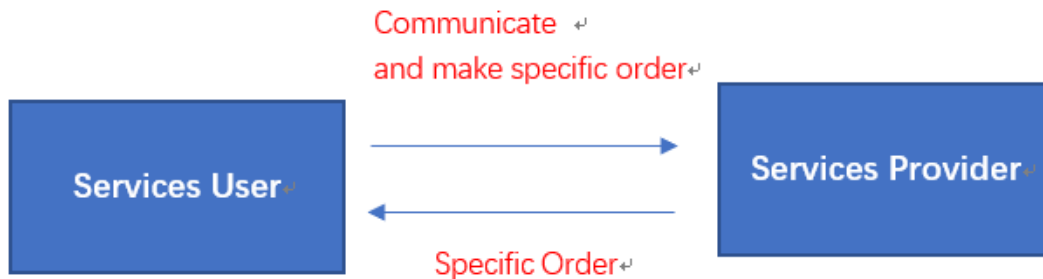 Communicate
and make specific order
Services User
Services Provider
Specific Order